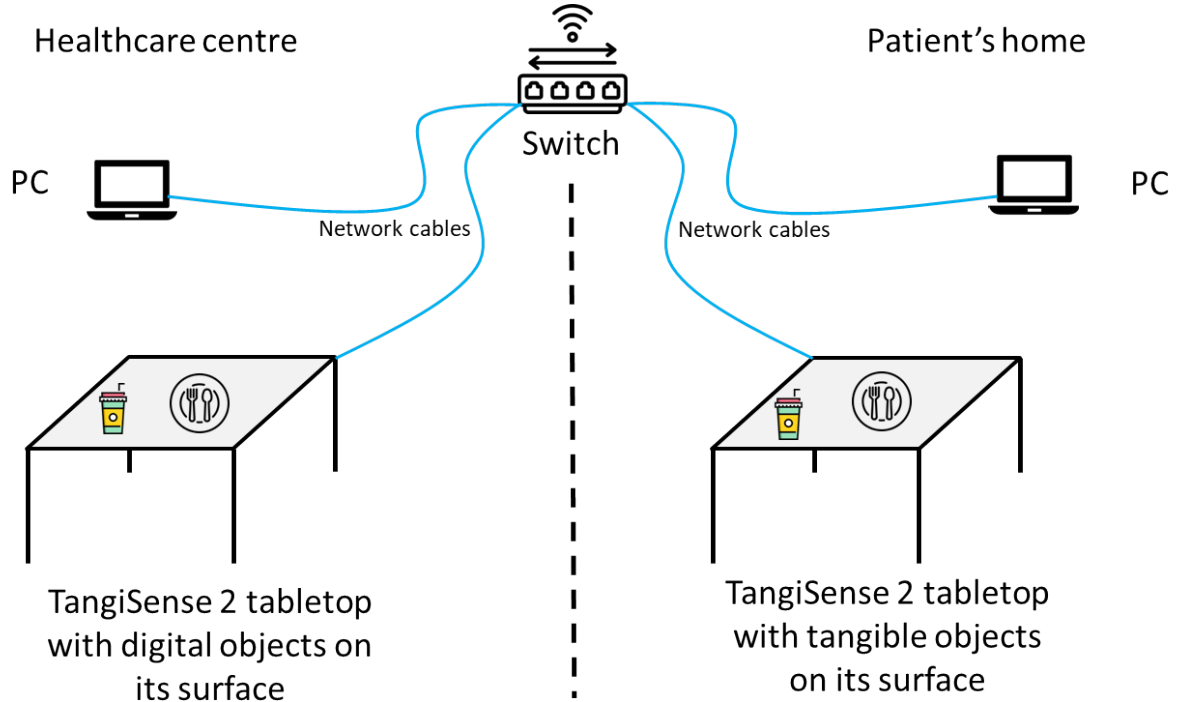 Healthcare centre
Patient's home
Switch
PC
PC
Network cables
Network cables
TangiSense 2 tabletop
with digital objects on
its surface
TangiSense 2 tabletop
with tangible objects
on its surface